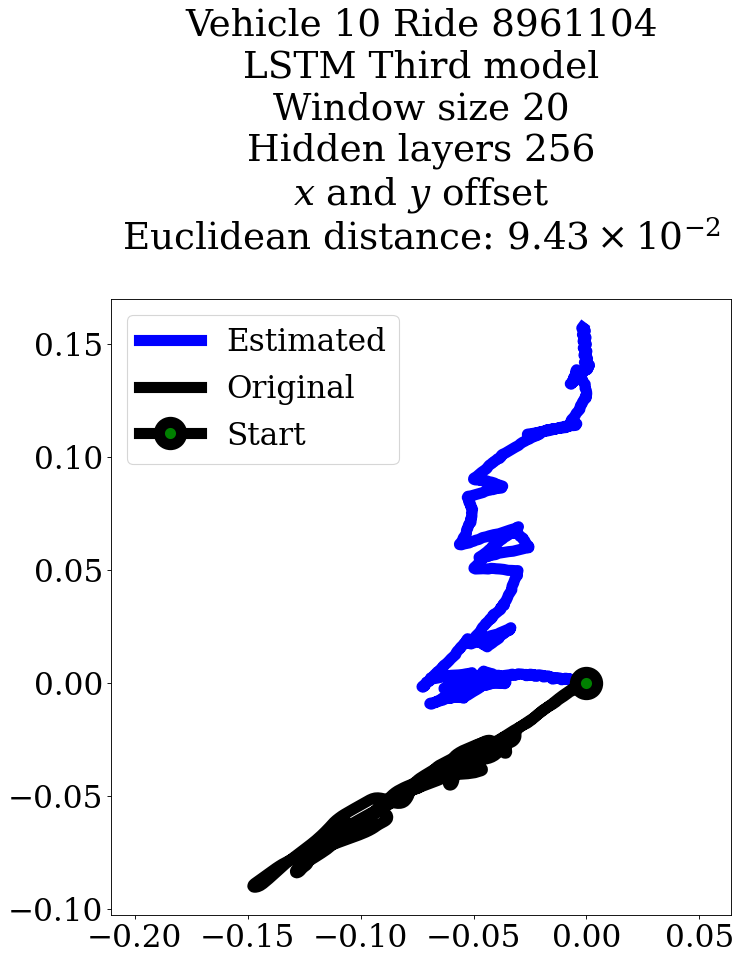 Vehicle 10 Ride 8961104
LSTM Third model
Window size 20
Hidden layers 256
x and y offset
Euclidean distance: 9.43 × 10⁻²
Estimated
Original
Start
0.15
0.10
0.05
0.00
−0.05
−0.10
−0.20 −0.15 −0.10 −0.05 0.00 0.05